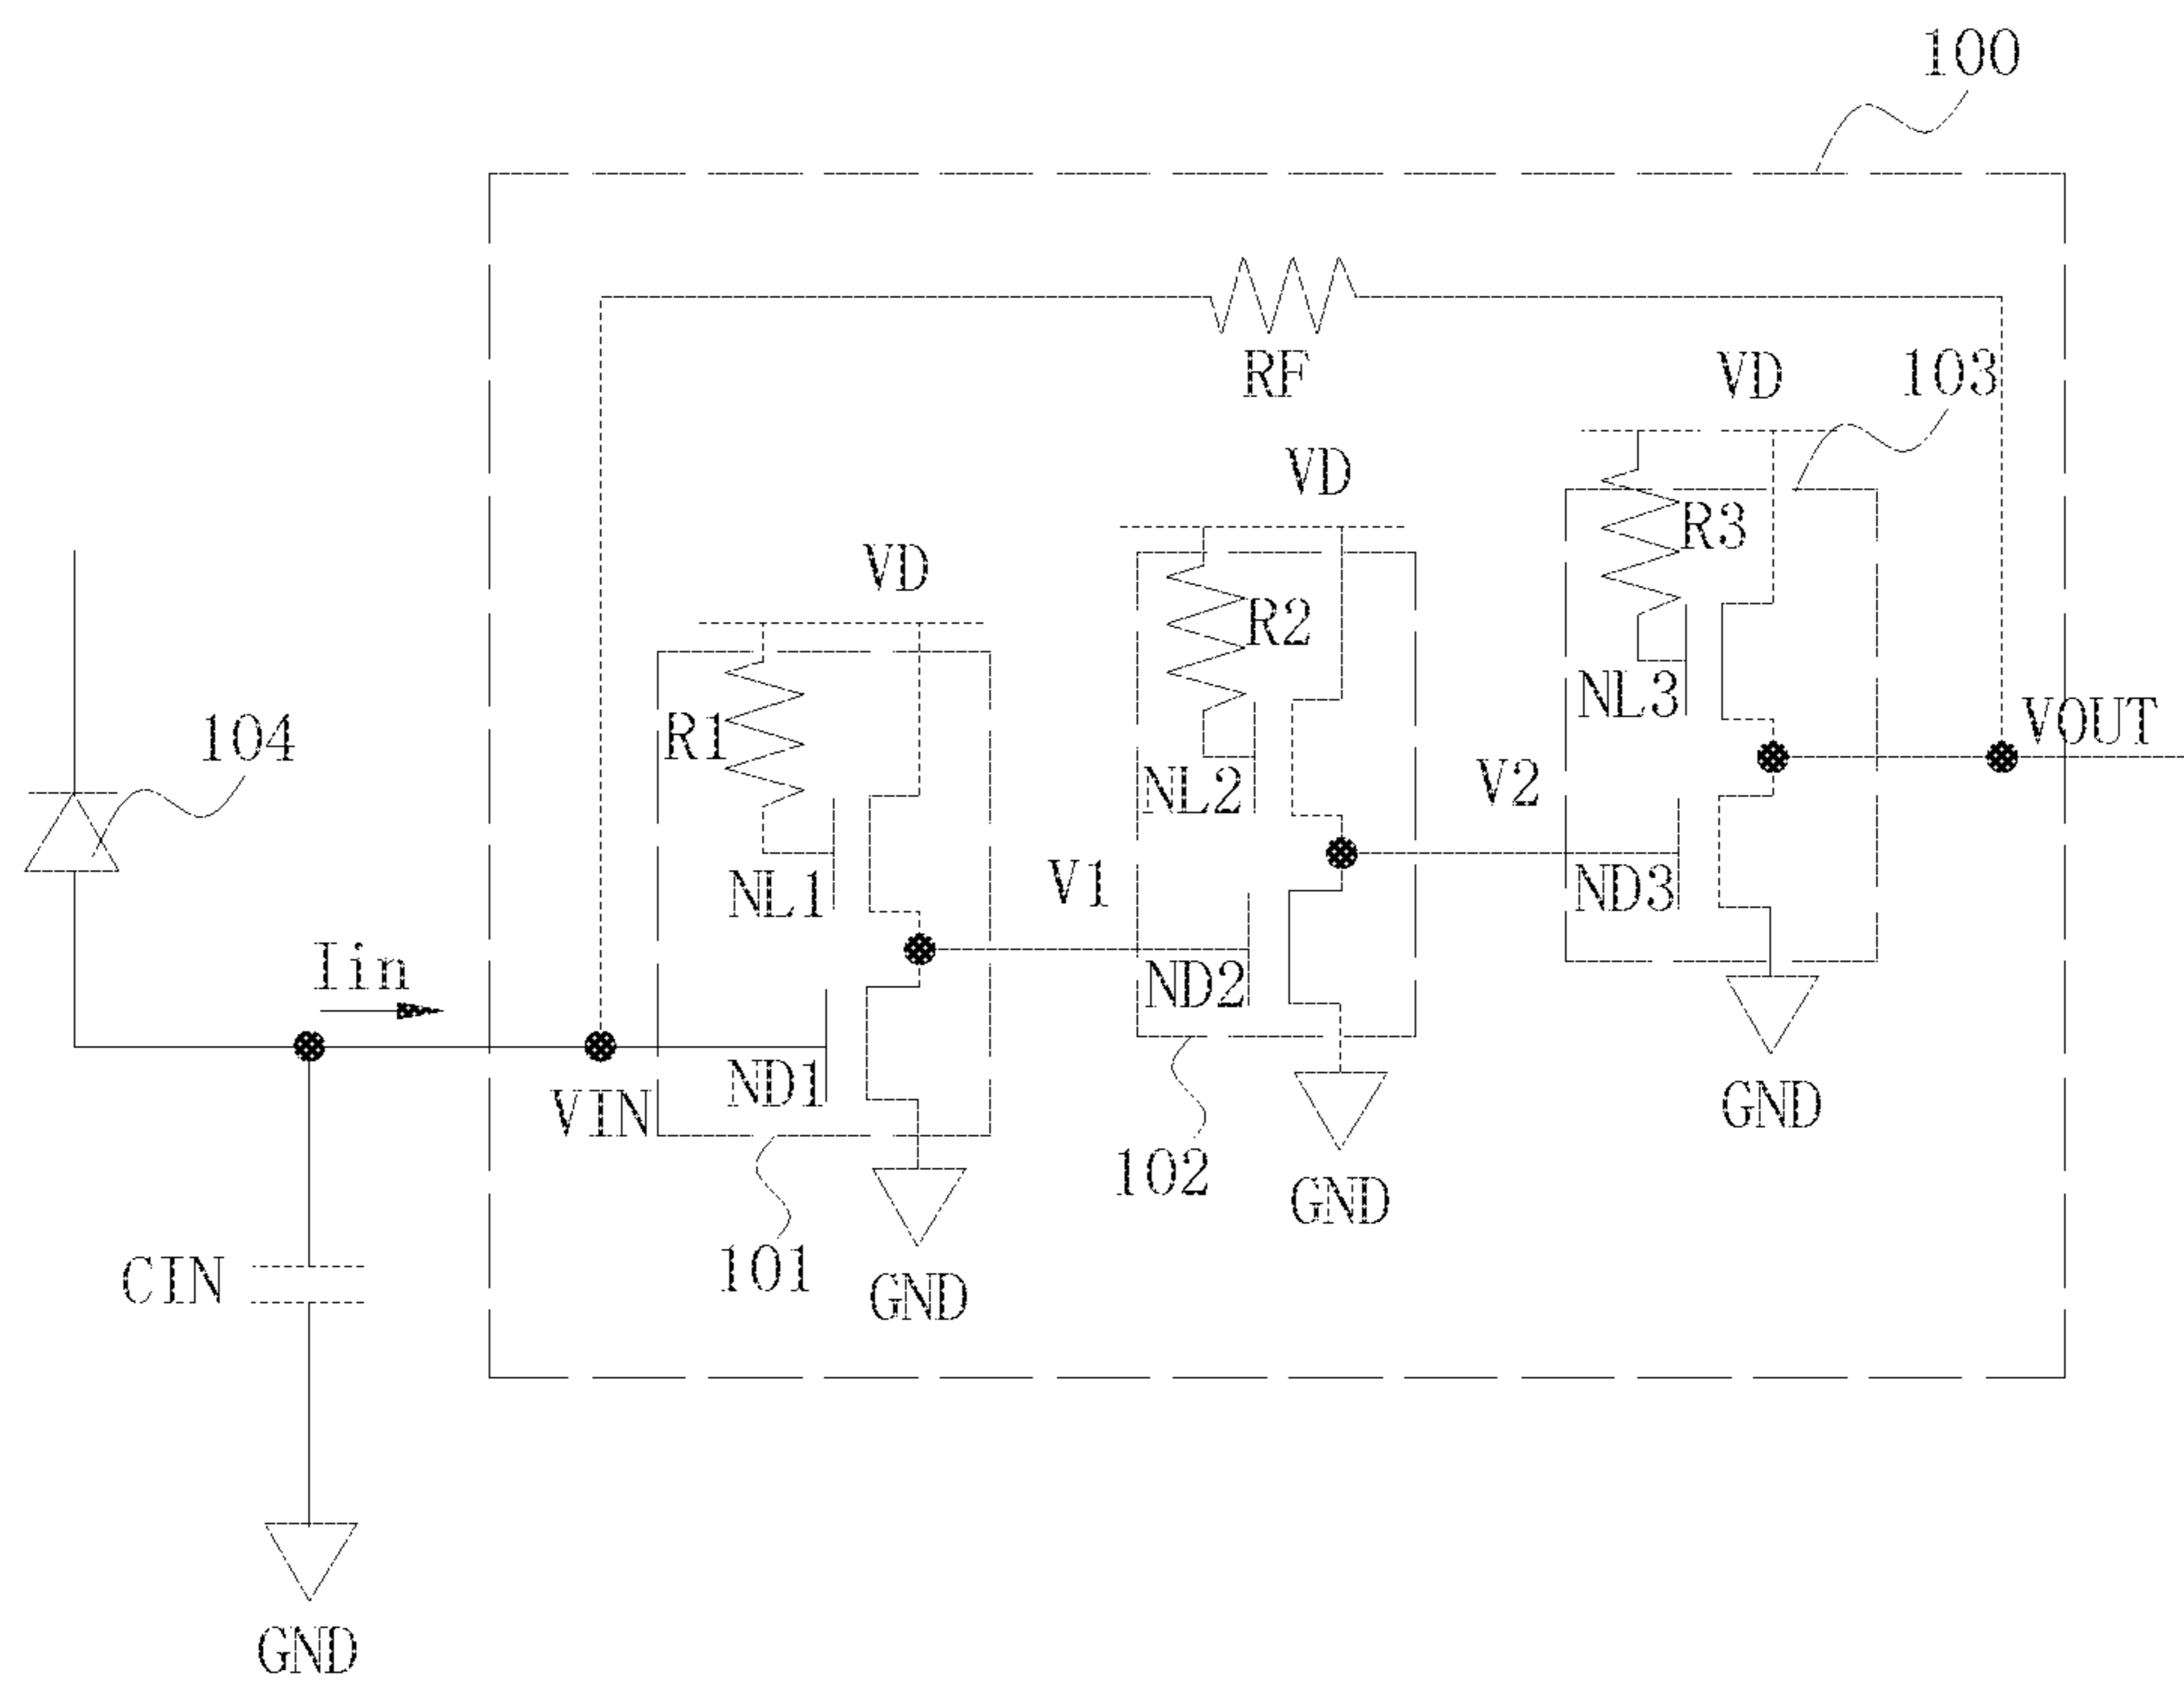 100
RF
VD
103
VD
R3
VD
R2
NL3
104
R1
VOUT
NL2
V2
NL1
V1
ND3
Iin
ND2
VIN
ND1
GND
102
GND
101
CIN
GND
GND